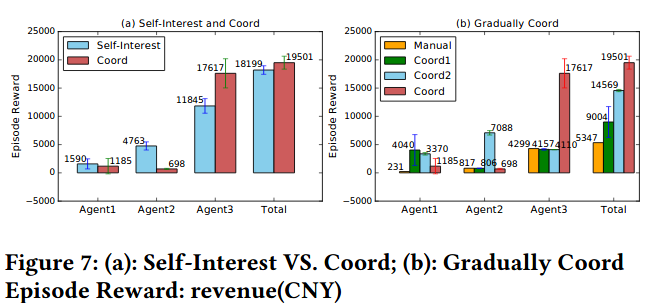 (a) Self-Interest and Coord
25000
20000
15000
10000
5000
0
−5000
Episode Reward
Self-Interest
Coord
1590
1185
4763
698
11845
17617
18199
19501
Agent1 Agent2 Agent3 Total
(b) Gradually Coord
25000
20000
15000
10000
5000
0
−5000
Episode Reward
Manual
Coord1
Coord2
Coord
231
4040
3370
1185
817
806
7088
698
4299
4157
4110
17617
5347
9004
14569
19501
Agent1 Agent2 Agent3 Total
Figure 7: (a): Self-Interest VS. Coord; (b): Gradually Coord
Episode Reward: revenue(CNY)